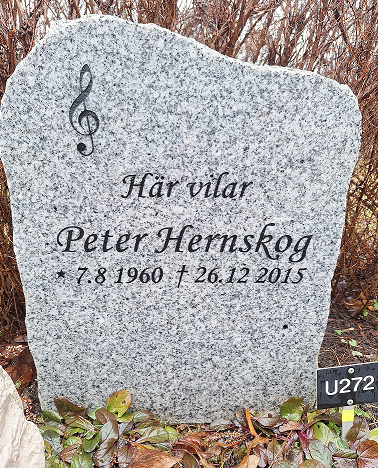 Här vilar
Peter Hernskog
★ 7.8 1960 † 26.12 2015
U272